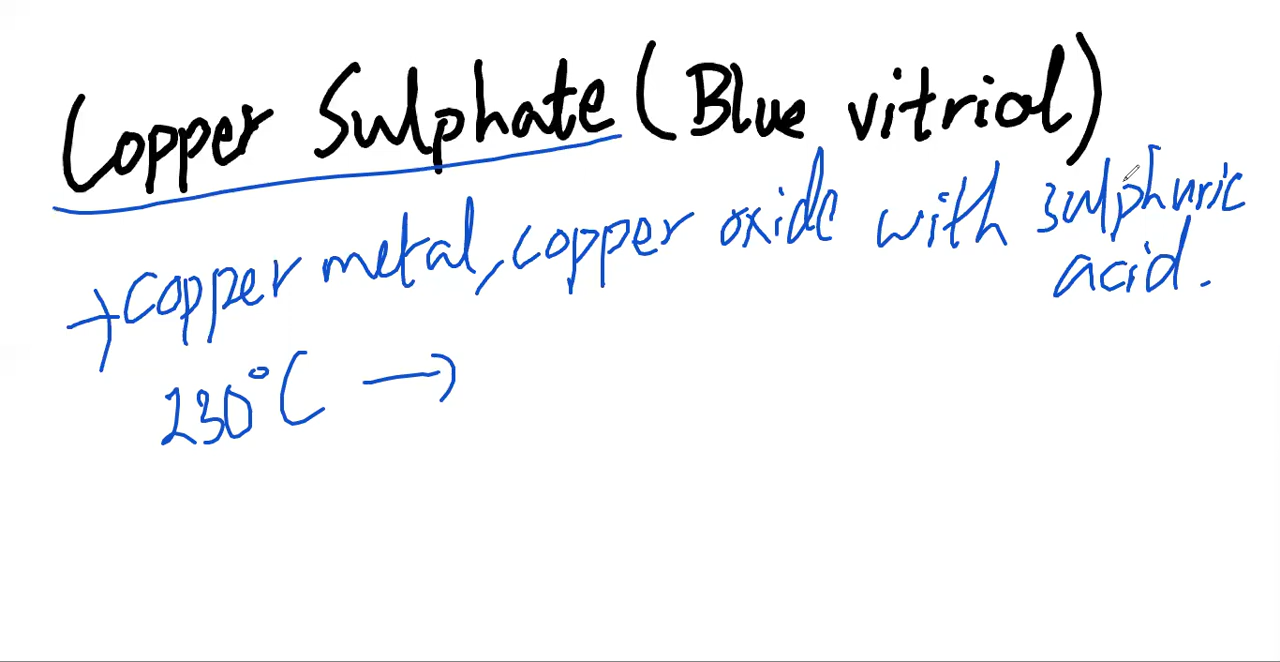 Copper Sulphate (Blue vitriol)
+ copper metal, copper oxide with sulphuric
acid.
230°C →